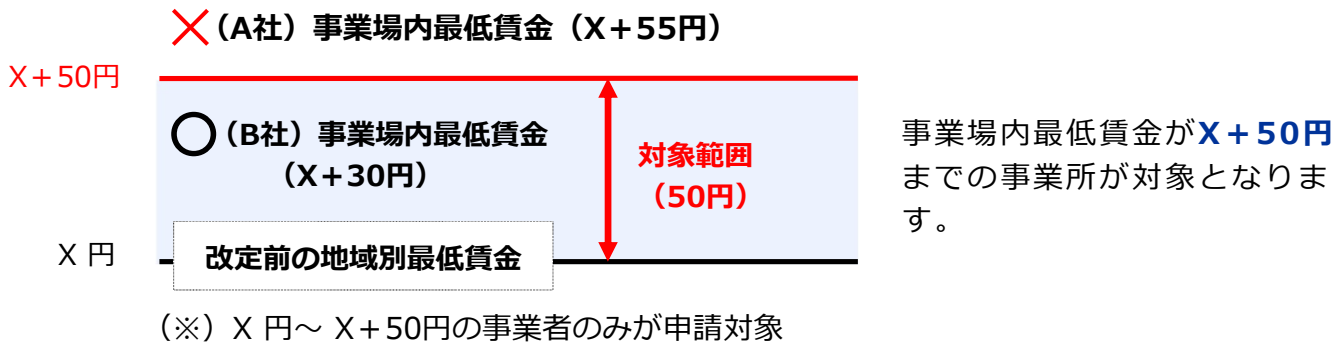 ╳（A社）事業場内最低賃金（X＋55円）
X＋50円
◯（B社）事業場内最低賃金
（X＋30円）
対象範囲
（50円）
X 円
改定前の地域別最低賃金
（※）X 円～ X＋50円の事業者のみが申請対象
事業場内最低賃金がX＋50円
までの事業所が対象となりま
す。